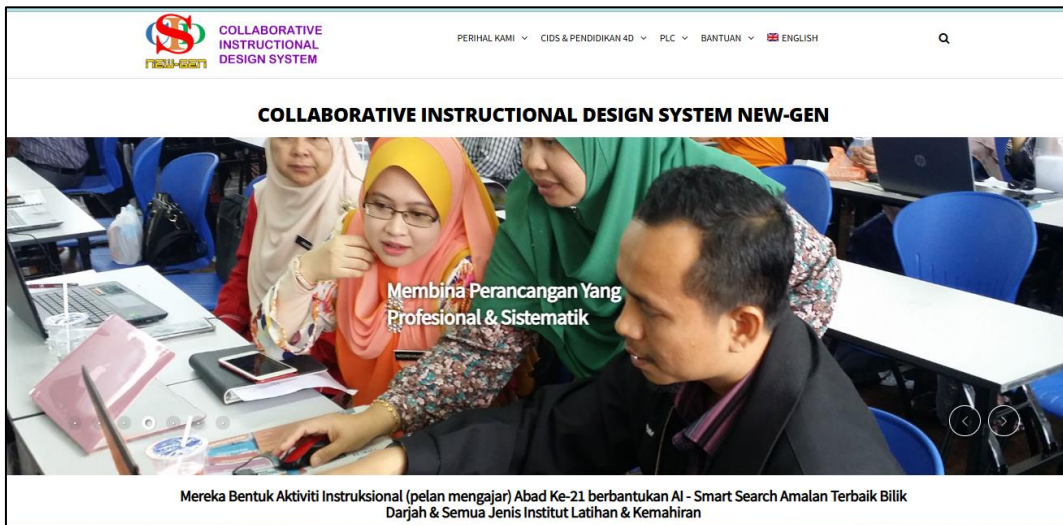 NEW-GEN
COLLABORATIVE
INSTRUCTIONAL
DESIGN SYSTEM
PERIHAL KAMI
CIDS & PENDIDIKAN 4D
PLC
BANTUAN
ENGLISH
COLLABORATIVE INSTRUCTIONAL DESIGN SYSTEM NEW-GEN
Membina Perancangan Yang
Profesional & Sistematik
Mereka Bentuk Aktiviti Instruksional (pelan mengajar) Abad Ke-21 berbantukan AI - Smart Search Amalan Terbaik Bilik
Darjah & Semua Jenis Institut Latihan & Kemahiran